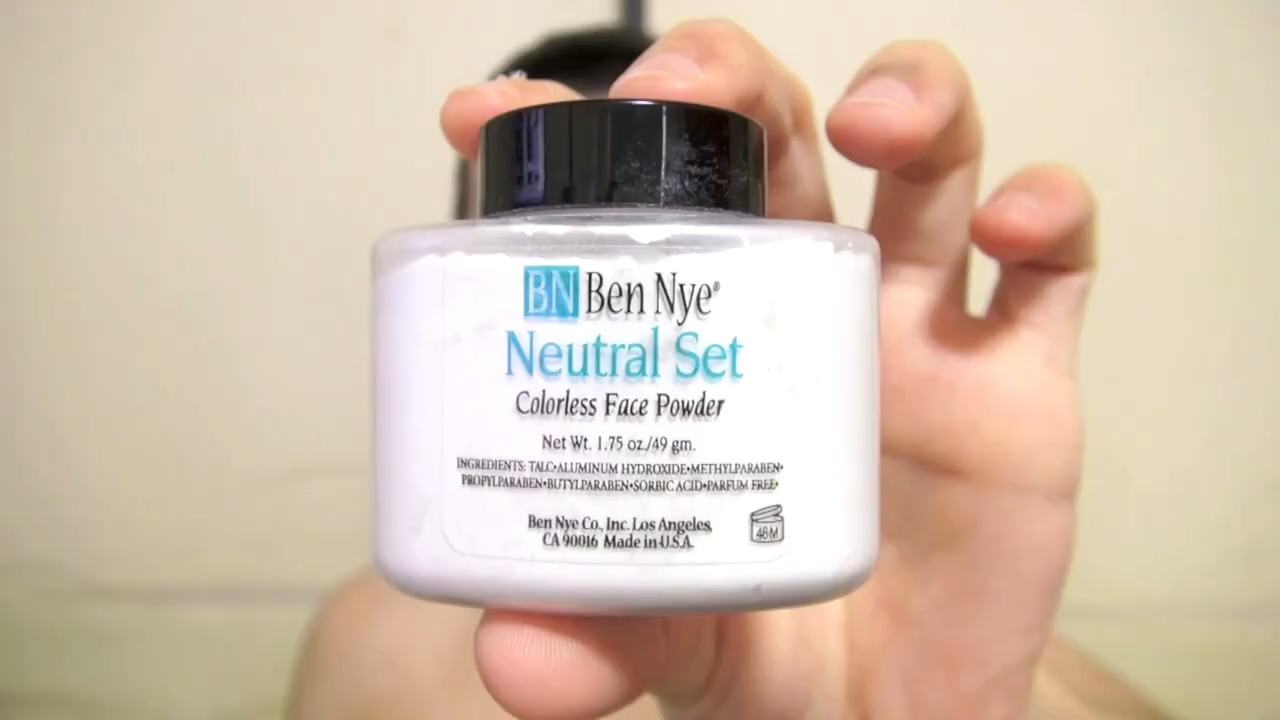 BN Ben Nye®
Neutral Set
Colorless Face Powder
Net Wt. 1.75 oz./49 gm.
INGREDIENTS: TALC•ALUMINUM HYDROXIDE•METHYLPARABEN•
PROPYLPARABEN•BUTYLPARABEN•SORBIC ACID•PARFUM FREE•
Ben Nye Co., Inc. Los Angeles,
CA 90016 Made in U.S.A.
48M